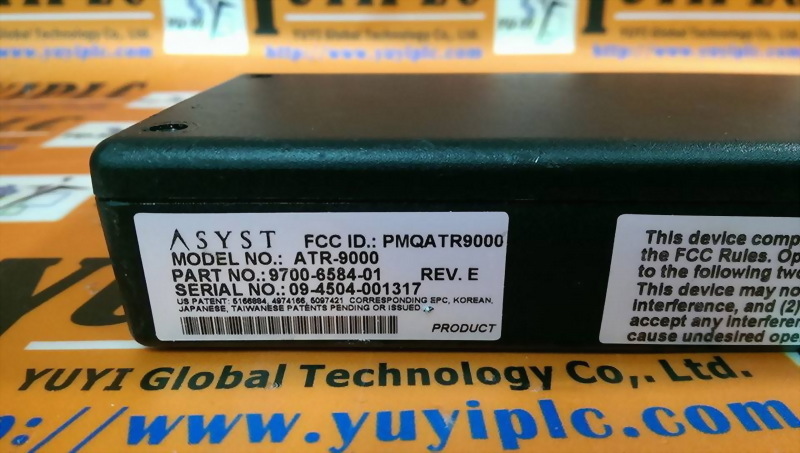 YUYI Global Technology Co,.
http://www.yuyiplc.com
ASYST FCC ID.: PMQATR9000
MODEL NO.: ATR-9000
PART NO.: 9700-6584-01 REV. E
SERIAL NO.: 09-4504-001317
US PATENT: 5166884, 4974166, 5097421 CORRESPONDING EPC, KOREAN,
JAPANESE, TAIWANESE PATENTS PENDING OR ISSUED
PRODUCT
This device comp
the FCC Rules. Op
to the following tw
This device may no
interference, and (2)
accept any interferen
cause undesired ope
YUYI Global Technology Co,. Ltd.
http://www.yuyiplc.com